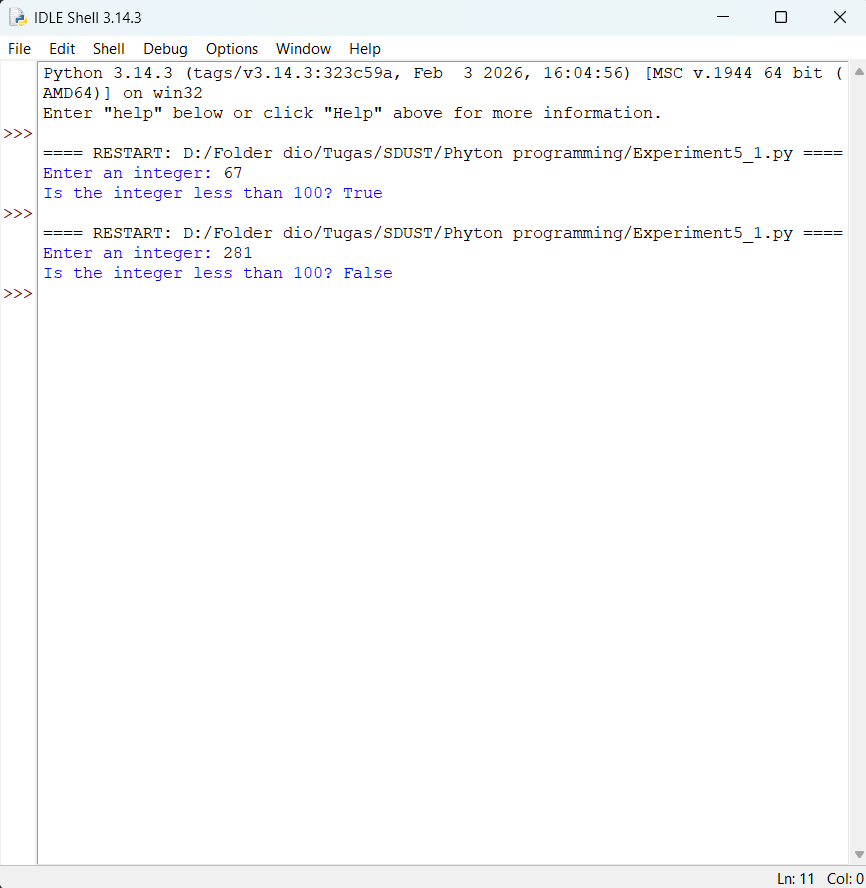 IDLE Shell 3.14.3
File Edit Shell Debug Options Window Help
Python 3.14.3 (tags/v3.14.3:323c59a, Feb  3 2026, 16:04:56) [MSC v.1944 64 bit (
AMD64)] on win32
Enter "help" below or click "Help" above for more information.
>>>
==== RESTART: D:/Folder dio/Tugas/SDUST/Phyton programming/Experiment5_1.py ====
Enter an integer: 67
Is the integer less than 100? True
>>>
==== RESTART: D:/Folder dio/Tugas/SDUST/Phyton programming/Experiment5_1.py ====
Enter an integer: 281
Is the integer less than 100? False
>>>
Ln: 11 Col: 0